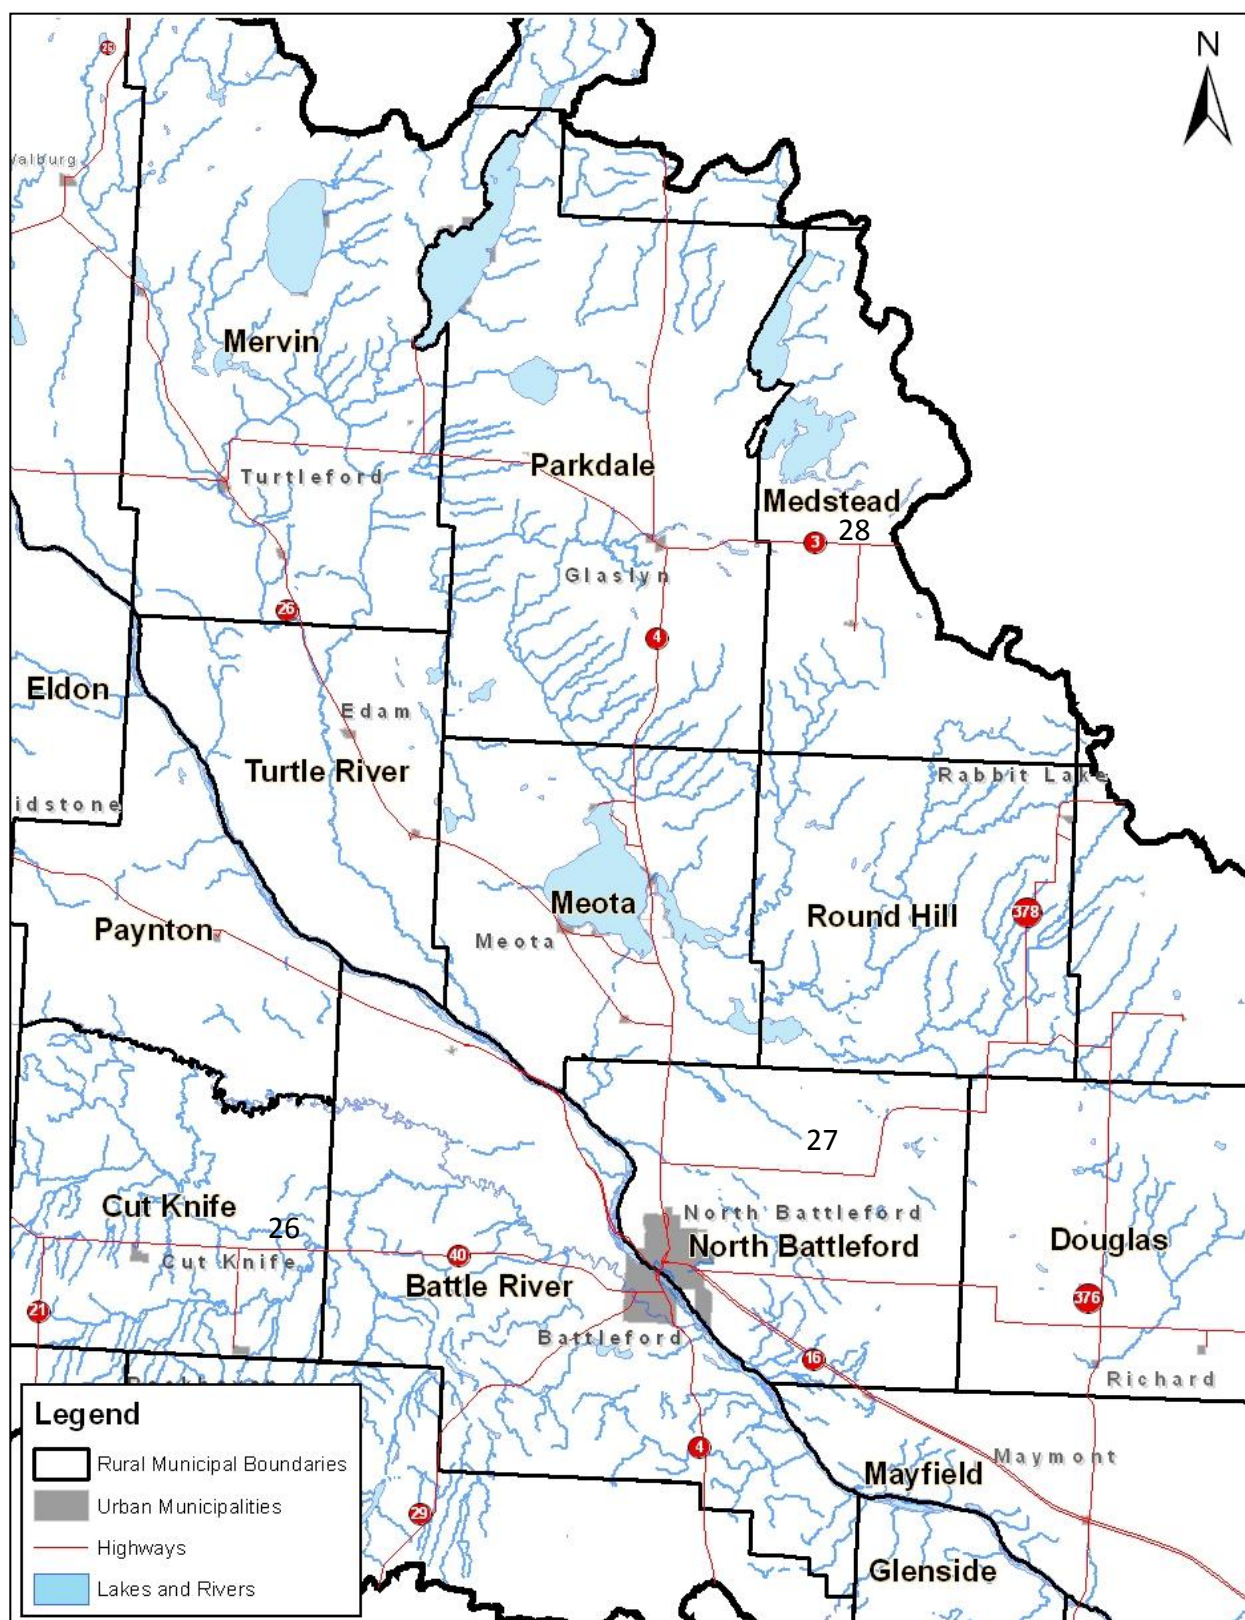 N
26
Valburg
Mervin
Turtleford
Parkdale
Medstead
3
28
Glaslyn
26
4
Eldon
Edam
Turtle River
idstone
Rabbit Lake
Meota
Round Hill
378
Paynton
Meota
27
Cut Knife
26
North Battleford
North Battleford
Douglas
Cut Knife
40
Battle River
376
21
Battleford
16
Richard
Legend
Rural Municipal Boundaries
Urban Municipalities
Highways
Lakes and Rivers
4
Maymont
Mayfield
29
Glenside